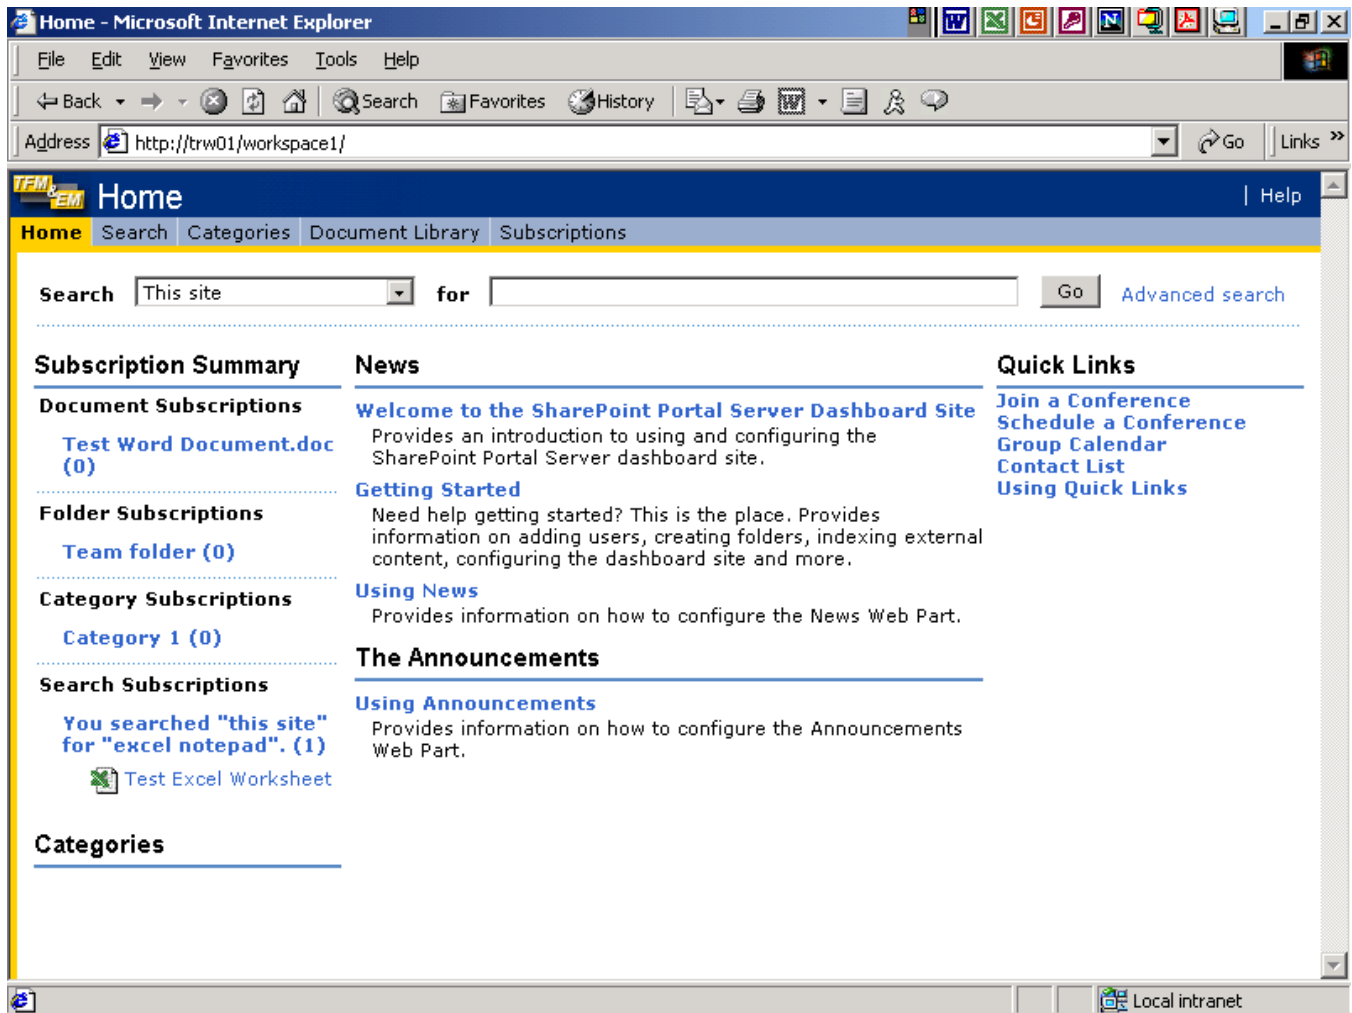 Home - Microsoft Internet Explorer
File Edit View Favorites Tools Help
Back Search Favorites History
Address http://trw01/workspace1/ Go Links »
TFM & EM Home | Help
Home Search Categories Document Library Subscriptions
Search This site for Go Advanced search
Subscription Summary
Document Subscriptions
Test Word Document.doc
(0)
Folder Subscriptions
Team folder (0)
Category Subscriptions
Category 1 (0)
Search Subscriptions
You searched "this site"
for "excel notepad". (1)
Test Excel Worksheet
Categories
News
Welcome to the SharePoint Portal Server Dashboard Site
Provides an introduction to using and configuring the
SharePoint Portal Server dashboard site.
Getting Started
Need help getting started? This is the place. Provides
information on adding users, creating folders, indexing external
content, configuring the dashboard site and more.
Using News
Provides information on how to configure the News Web Part.
The Announcements
Using Announcements
Provides information on how to configure the Announcements
Web Part.
Quick Links
Join a Conference
Schedule a Conference
Group Calendar
Contact List
Using Quick Links
Local intranet